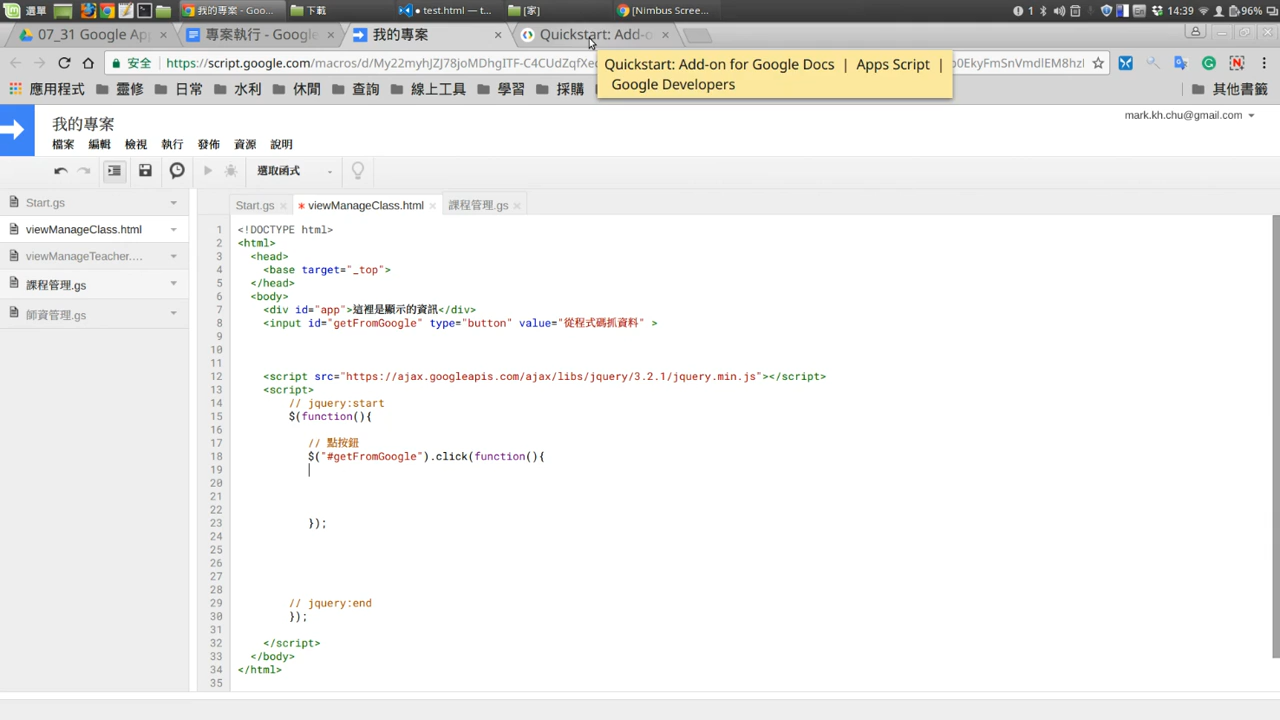 選單 我的專案 - Goo... 下載 test.html — t... [家] [Nimbus Scree... En 14:39 96%
07_31 Google Ap 專案執行 - Google 我的專案 Quickstart: Add-o
安全 https://script.google.com/macros/d/My22myhJZJ78joMDhgITF-C4CUdZqfXe
Quickstart: Add-on for Google Docs | Apps Script |
Google Developers
應用程式 靈修 日常 水利 休閒 查詢 線上工具 學習 採購 其他書籤
我的專案
mark.kh.chu@gmail.com
檔案 編輯 檢視 執行 發佈 資源 說明
選取函式
Start.gs
viewManageClass.html
viewManageTeacher....
課程管理.gs
師資管理.gs
Start.gs * viewManageClass.html 課程管理.gs
1 <!DOCTYPE html>
2 <html>
3 <head>
4 <base target="_top">
5 </head>
6 <body>
7 <div id="app">這裡是顯示的資訊</div>
8 <input id="getFromGoogle" type="button" value="從程式碼抓資料" >
9
10
11
12 <script src="https://ajax.googleapis.com/ajax/libs/jquery/3.2.1/jquery.min.js"></script>
13 <script>
14 // jquery:start
15 $(function(){
16
17 // 點按鈕
18 $("#getFromGoogle").click(function(){
19
20
21
22
23 });
24
25
26
27
28
29 // jquery:end
30 });
31
32 </script>
33 </body>
34 </html>
35